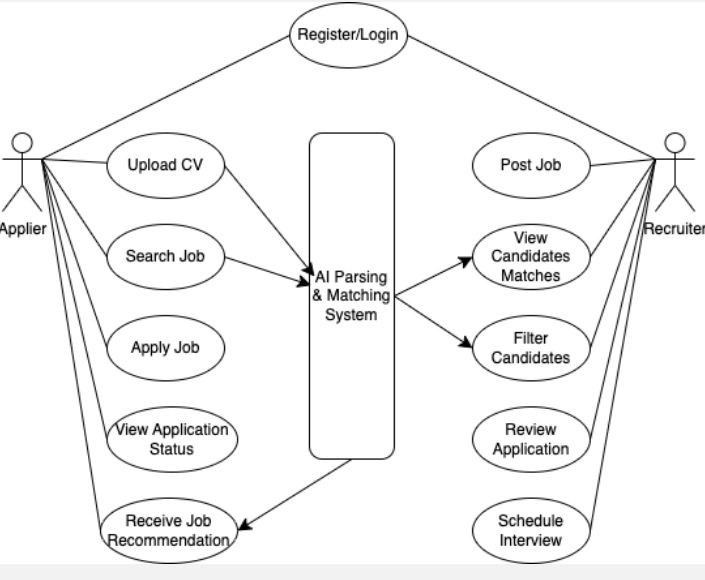 Register/Login
Upload CV
Post Job
Applier
Recruiter
Search Job
View
Candidates
Matches
AI Parsing
& Matching
System
Apply Job
Filter
Candidates
View Application
Status
Review
Application
Receive Job
Recommendation
Schedule
Interview